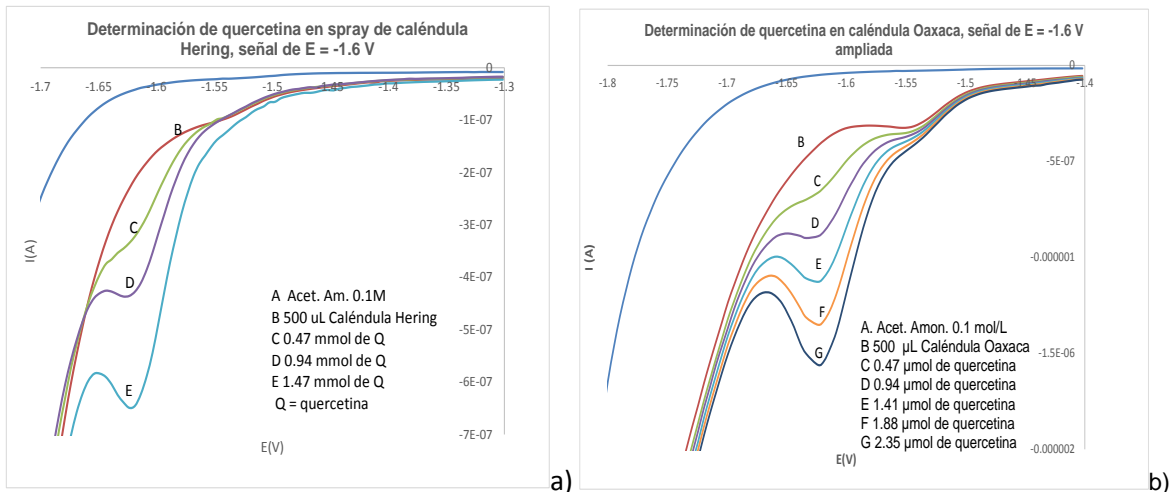 Determinación de quercetina en spray de caléndula
Hering, señal de E = -1.6 V
-1.7
-1.65
-1.6
-1.55
-1.5
-1.45
-1.4
-1.35
-1.3
0
-1E-07
-2E-07
-3E-07
-4E-07
-5E-07
-6E-07
-7E-07
I(A)
E(V)
B
C
D
E
A Acet. Am. 0.1M
B 500 uL Caléndula Hering
C 0.47 mmol de Q
D 0.94 mmol de Q
E 1.47 mmol de Q
Q = quercetina
a)
Determinación de quercetina en caléndula Oaxaca, señal de E = -1.6 V
ampliada
-1.8
-1.75
-1.7
-1.65
-1.6
-1.55
-1.5
-1.45
-1.4
0
-5E-07
-0.000001
-1.5E-06
-0.000002
I (A)
E(V)
B
C
D
E
F
G
A. Acet. Amon. 0.1 mol/L
B 500 µL Caléndula Oaxaca
C 0.47 µmol de quercetina
D 0.94 µmol de quercetina
E 1.41 µmol de quercetina
F 1.88 µmol de quercetina
G 2.35 µmol de quercetina
b)